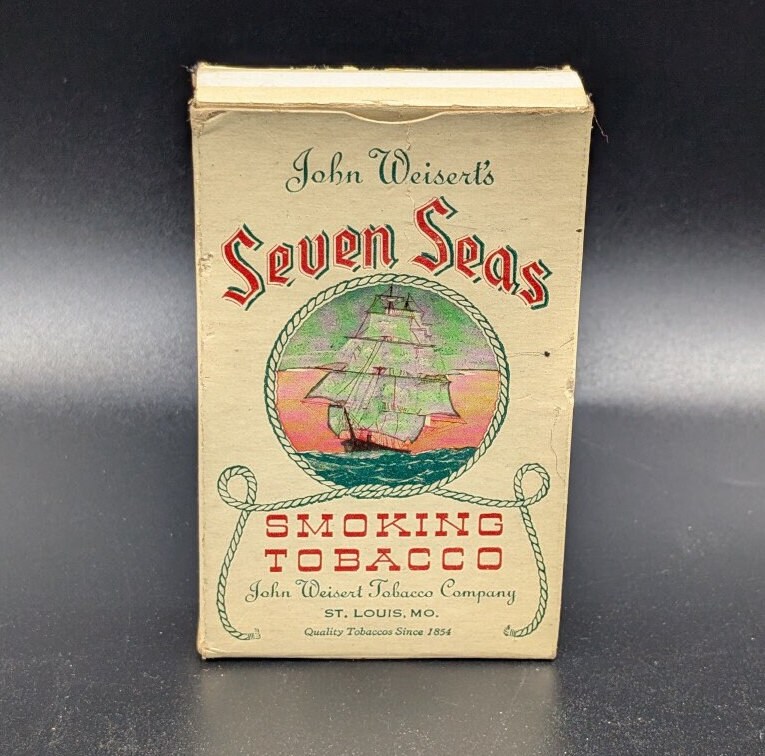 John Weisert's
Seven Seas
SMOKING
TOBACCO
John Weisert Tobacco Company
ST. LOUIS, MO.
Quality Tobaccos Since 1854